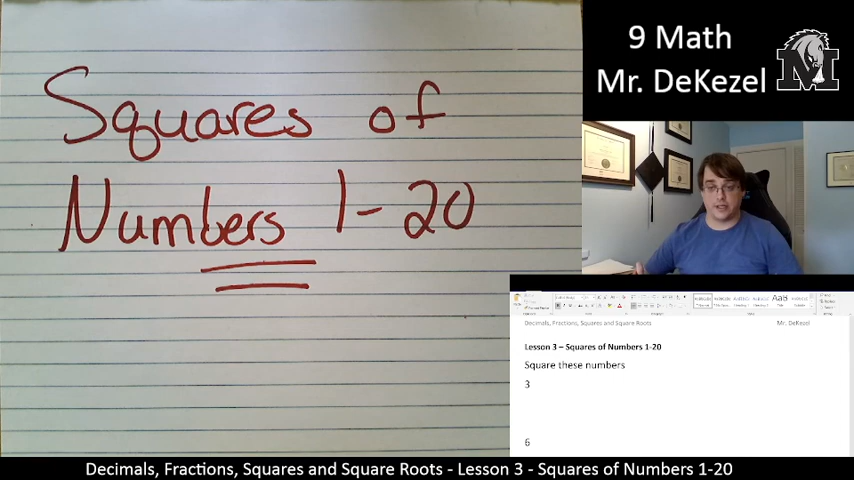 Squares of
Numbers 1-20
9 Math
Mr. DeKezel
M
Decimals, Fractions, Squares and Square Roots
Mr. DeKezel
Lesson 3 – Squares of Numbers 1-20
Square these numbers
3
6
Decimals, Fractions, Squares and Square Roots - Lesson 3 - Squares of Numbers 1-20